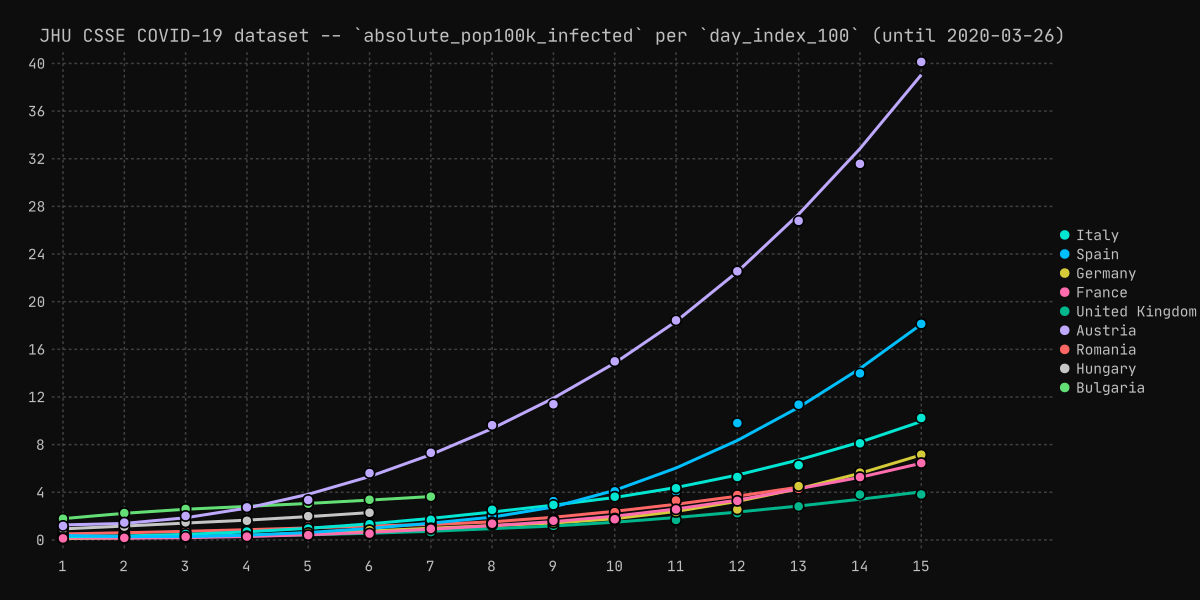 JHU CSSE COVID-19 dataset -- `absolute_pop100k_infected` per `day_index_100` (until 2020-03-26)
40
36
32
28
24
20
16
12
8
4
0
1 2 3 4 5 6 7 8 9 10 11 12 13 14 15
Italy
Spain
Germany
France
United Kingdom
Austria
Romania
Hungary
Bulgaria